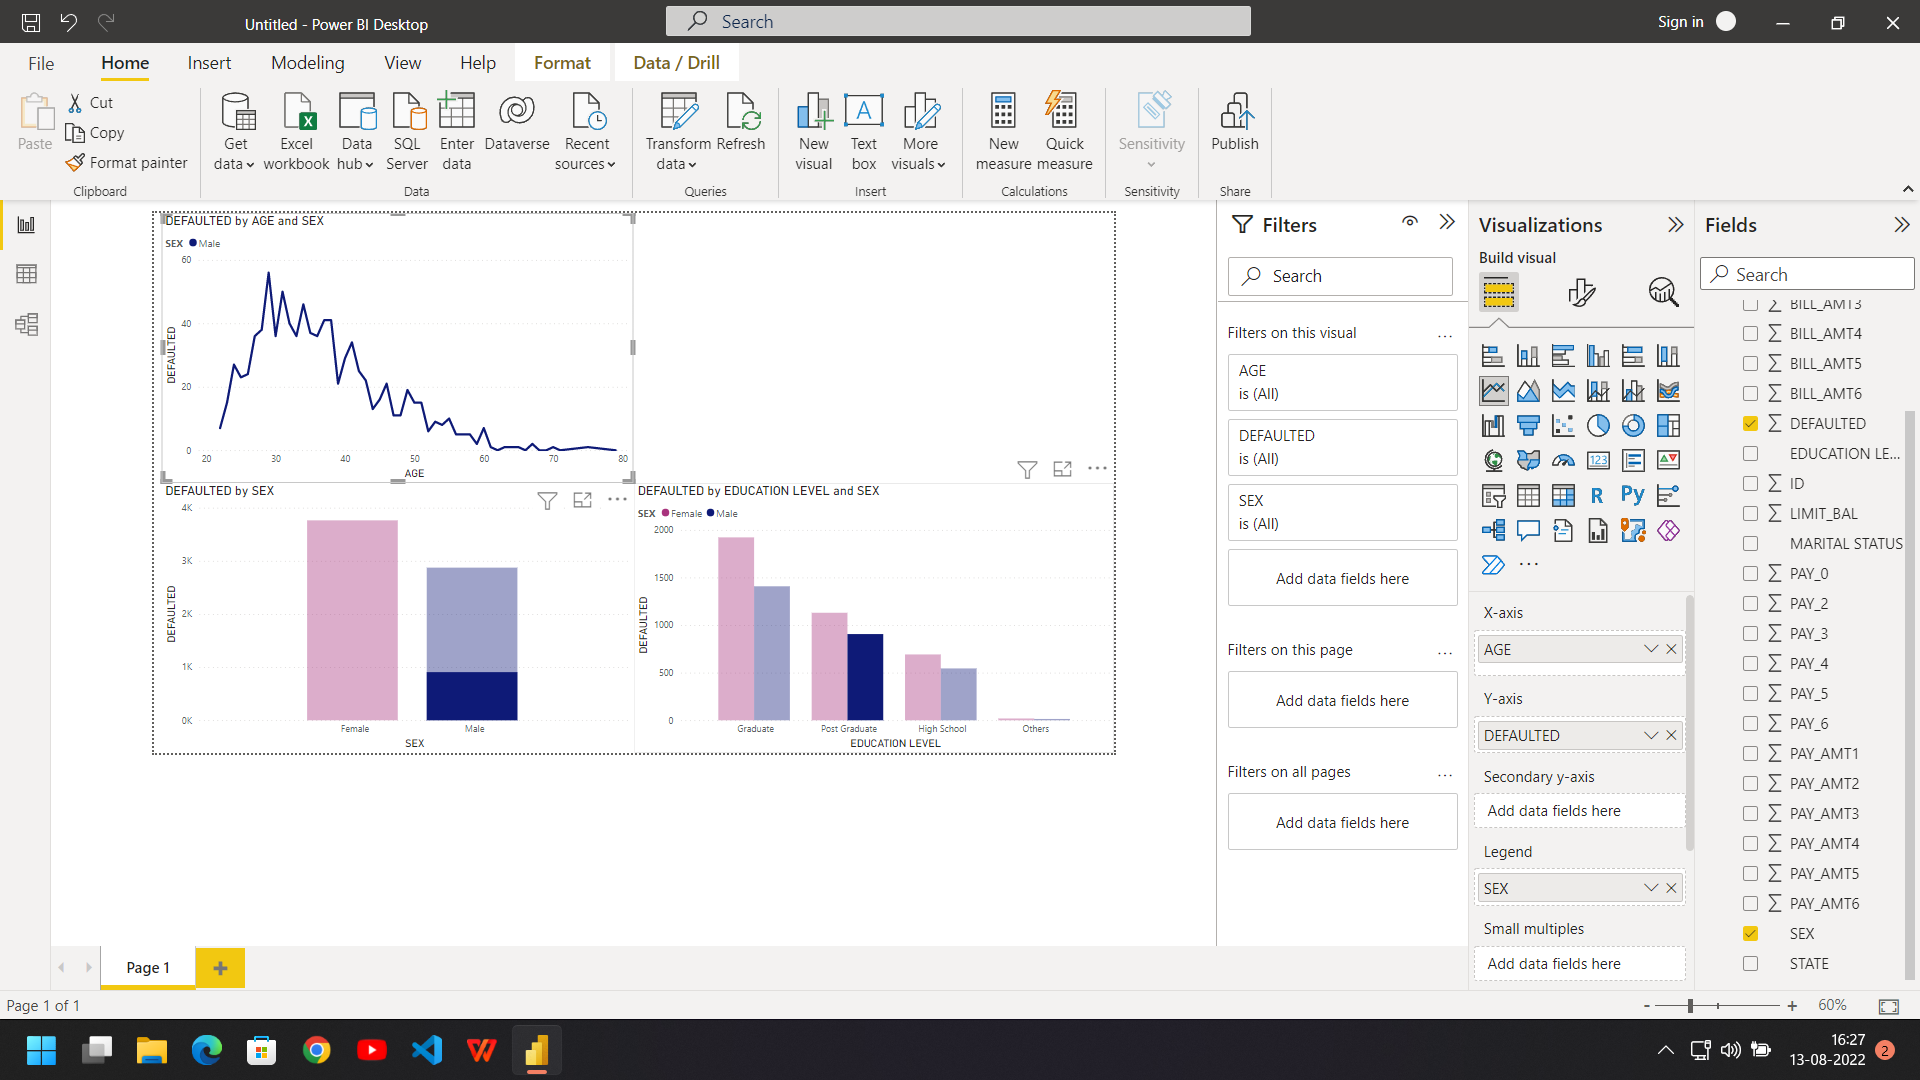 Untitled - Power BI Desktop
Search
Sign in
File
Home
Insert
Modeling
View
Help
Format
Data / Drill
Paste
Cut
Copy
Format painter
Clipboard
Get data
Excel workbook
Data hub
SQL Server
Enter data
Dataverse
Recent sources
Data
Transform data
Refresh
Queries
New visual
Text box
More visuals
Insert
New measure
Quick measure
Calculations
Sensitivity
Sensitivity
Publish
Share
DEFAULTED by AGE and SEX
SEX Male
60
40
20
0
DEFAULTED
20 30 40 50 60 70 80
AGE
DEFAULTED by SEX
4K
3K
2K
1K
0K
DEFAULTED
Female Male
SEX
DEFAULTED by EDUCATION LEVEL and SEX
SEX Female Male
2000
1500
1000
500
0
DEFAULTED
Graduate Post Graduate High School Others
EDUCATION LEVEL
Filters
Search
Filters on this visual ...
AGE
is (All)
DEFAULTED
is (All)
SEX
is (All)
Add data fields here
Filters on this page ...
Add data fields here
Filters on all pages ...
Add data fields here
Visualizations
Build visual
123
R
Py
...
X-axis
AGE
Y-axis
DEFAULTED
Secondary y-axis
Add data fields here
Legend
SEX
Small multiples
Add data fields here
Fields
Search
BILL_AMT3
BILL_AMT4
BILL_AMT5
BILL_AMT6
DEFAULTED
EDUCATION LE...
ID
LIMIT_BAL
MARITAL STATUS
PAY_0
PAY_2
PAY_3
PAY_4
PAY_5
PAY_6
PAY_AMT1
PAY_AMT2
PAY_AMT3
PAY_AMT4
PAY_AMT5
PAY_AMT6
SEX
STATE
Page 1
Page 1 of 1
- + 60%
16:27
13-08-2022
2